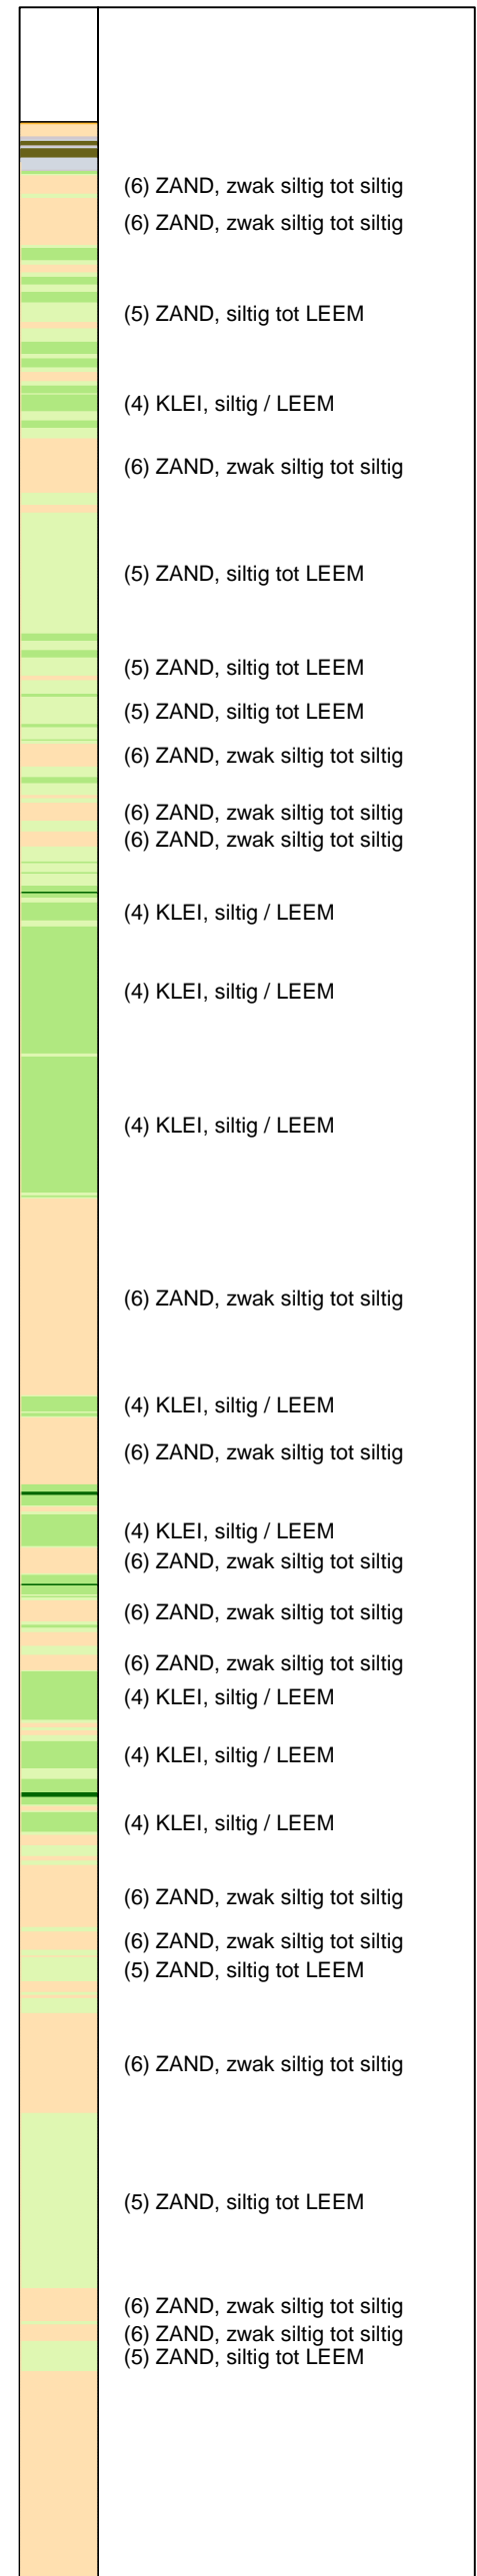 (6) ZAND, zwak siltig tot siltig
(6) ZAND, zwak siltig tot siltig
(5) ZAND, siltig tot LEEM
(4) KLEI, siltig / LEEM
(6) ZAND, zwak siltig tot siltig
(5) ZAND, siltig tot LEEM
(5) ZAND, siltig tot LEEM
(5) ZAND, siltig tot LEEM
(6) ZAND, zwak siltig tot siltig
(6) ZAND, zwak siltig tot siltig
(6) ZAND, zwak siltig tot siltig
(4) KLEI, siltig / LEEM
(4) KLEI, siltig / LEEM
(4) KLEI, siltig / LEEM
(6) ZAND, zwak siltig tot siltig
(4) KLEI, siltig / LEEM
(6) ZAND, zwak siltig tot siltig
(4) KLEI, siltig / LEEM
(6) ZAND, zwak siltig tot siltig
(6) ZAND, zwak siltig tot siltig
(6) ZAND, zwak siltig tot siltig
(4) KLEI, siltig / LEEM
(4) KLEI, siltig / LEEM
(4) KLEI, siltig / LEEM
(6) ZAND, zwak siltig tot siltig
(6) ZAND, zwak siltig tot siltig
(5) ZAND, siltig tot LEEM
(6) ZAND, zwak siltig tot siltig
(5) ZAND, siltig tot LEEM
(6) ZAND, zwak siltig tot siltig
(6) ZAND, zwak siltig tot siltig
(5) ZAND, siltig tot LEEM